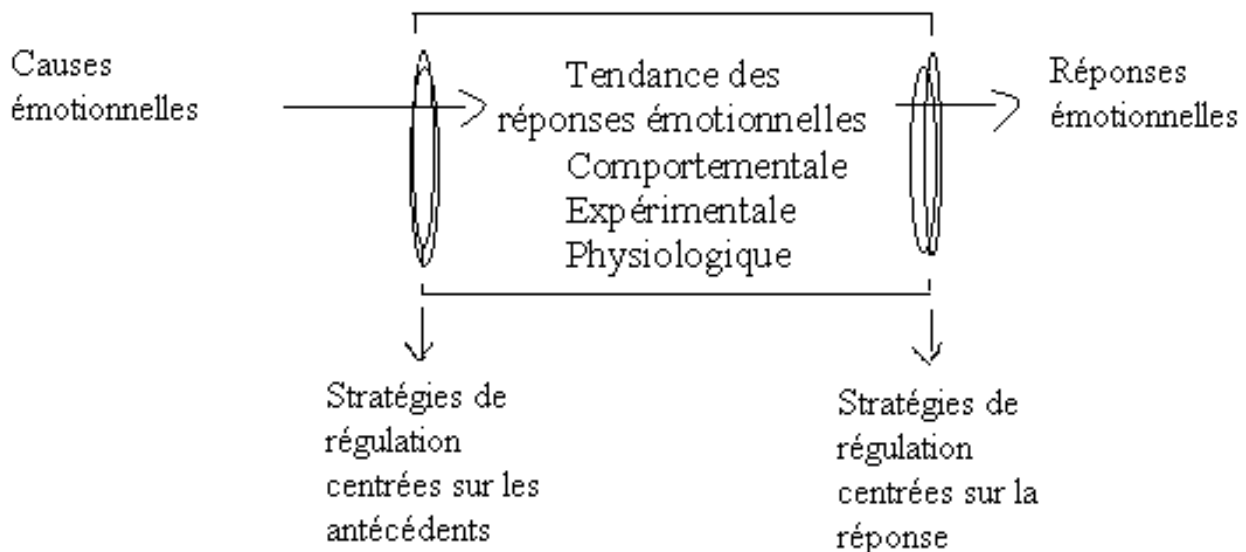 Causes
émotionnelles
Tendance des
réponses émotionnelles
Comportementale
Expérimentale
Physiologique
Réponses
émotionnelles
Stratégies de
régulation
centrées sur les
antécédents
Stratégies de
régulation
centrées sur la
réponse